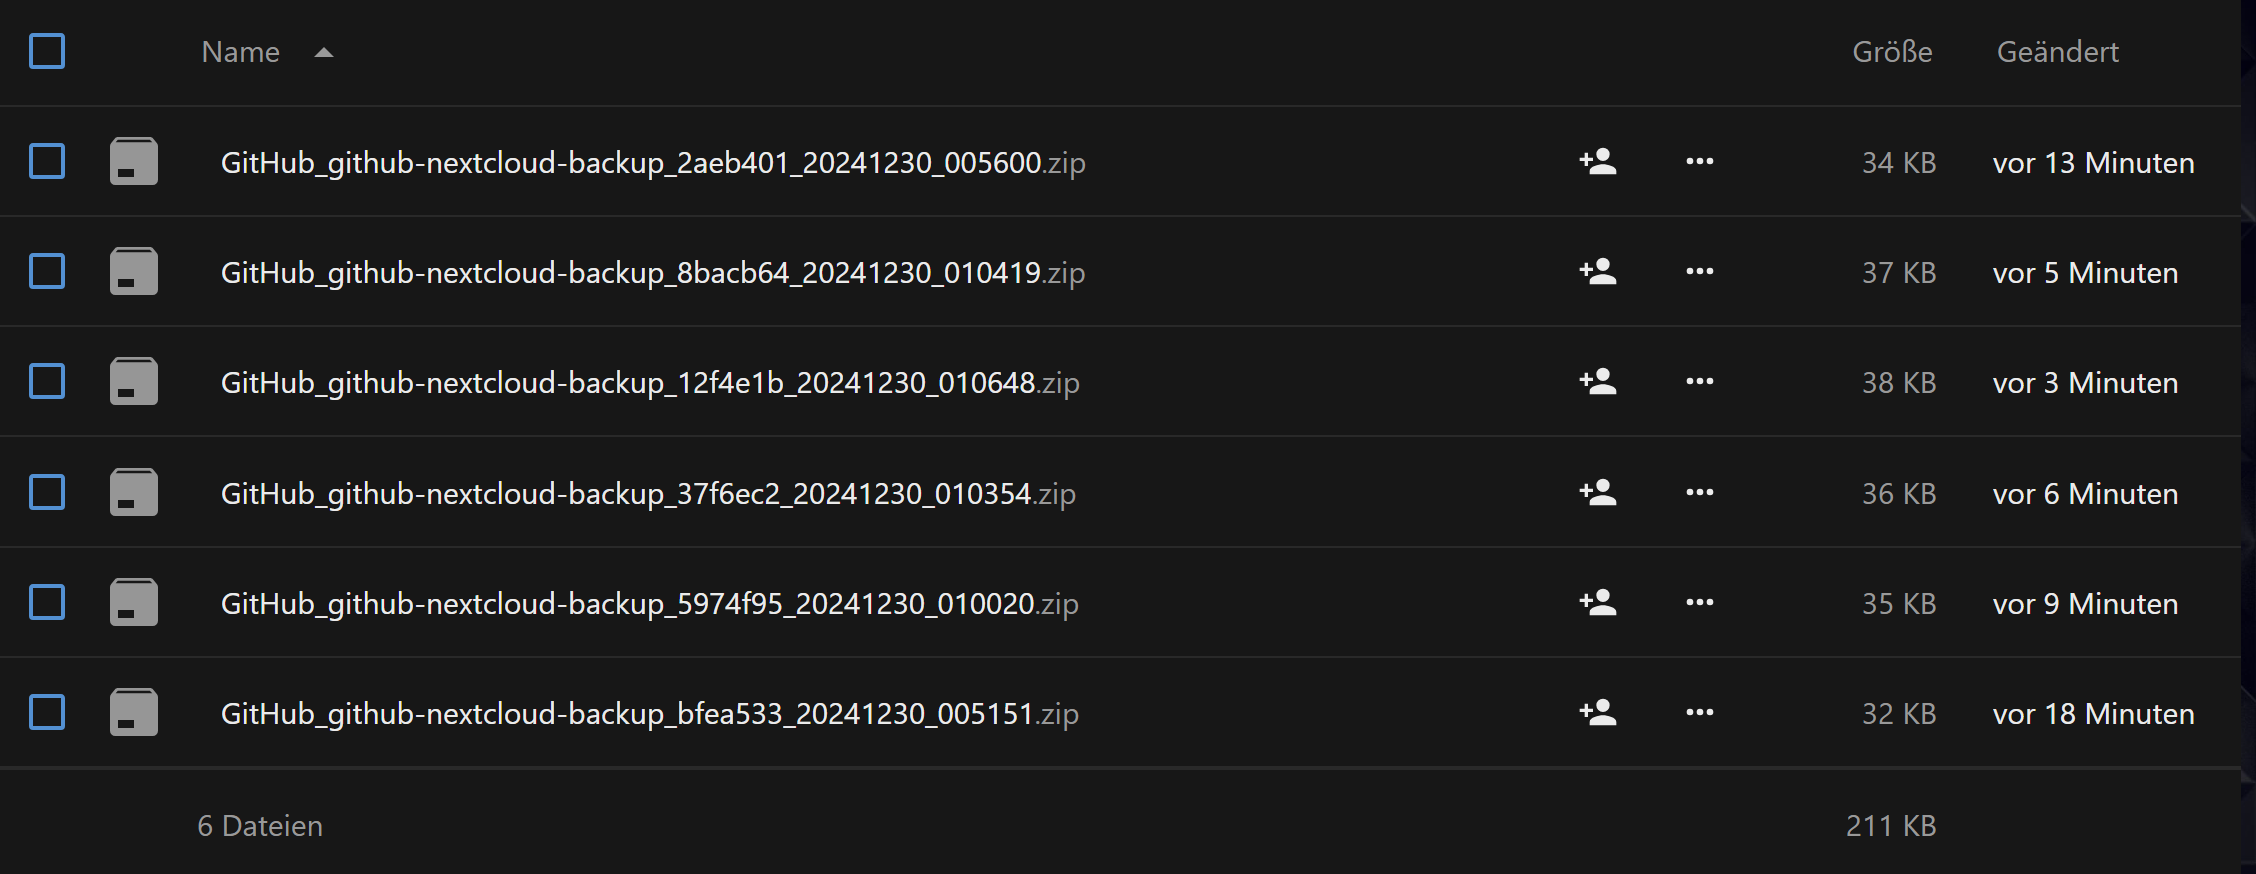 Name Größe Geändert
GitHub_github-nextcloud-backup_2aeb401_20241230_005600.zip 34 KB vor 13 Minuten
GitHub_github-nextcloud-backup_8bacb64_20241230_010419.zip 37 KB vor 5 Minuten
GitHub_github-nextcloud-backup_12f4e1b_20241230_010648.zip 38 KB vor 3 Minuten
GitHub_github-nextcloud-backup_37f6ec2_20241230_010354.zip 36 KB vor 6 Minuten
GitHub_github-nextcloud-backup_5974f95_20241230_010020.zip 35 KB vor 9 Minuten
GitHub_github-nextcloud-backup_bfea533_20241230_005151.zip 32 KB vor 18 Minuten
6 Dateien 211 KB